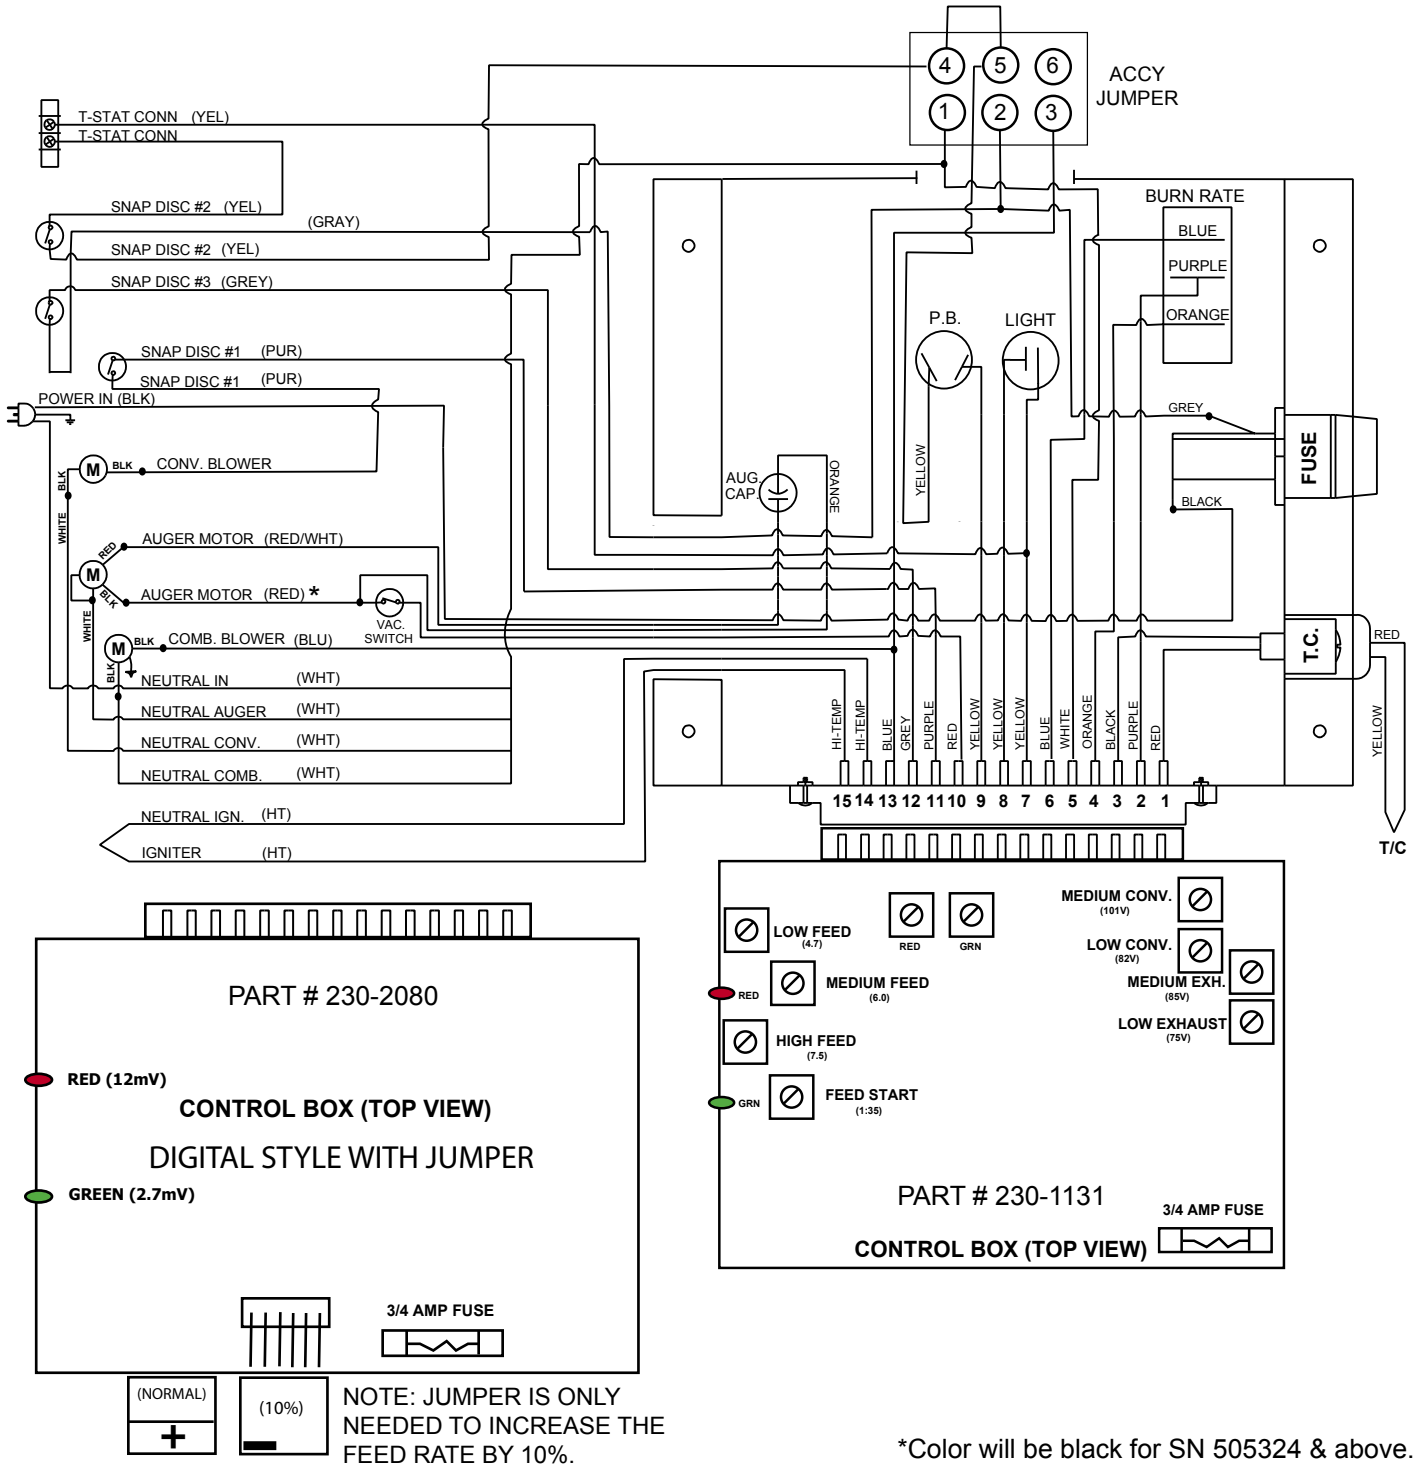 4 5 6
1 2 3
ACCY
JUMPER
T-STAT CONN (YEL)
T-STAT CONN
SNAP DISC #2 (YEL)
(GRAY)
SNAP DISC #2 (YEL)
SNAP DISC #3 (GREY)
SNAP DISC #1 (PUR)
SNAP DISC #1 (PUR)
POWER IN (BLK)
BURN RATE
BLUE
PURPLE
ORANGE
P.B.
LIGHT
YELLOW
GREY
FUSE
BLACK
AUG.
CAP.
ORANGE
M
BLK
CONV. BLOWER
BLK
WHITE
RED
AUGER MOTOR (RED/WHT)
M
BLK
AUGER MOTOR (RED) *
VAC.
SWITCH
WHITE
M
BLK
COMB. BLOWER (BLU)
BLK
NEUTRAL IN (WHT)
NEUTRAL AUGER (WHT)
NEUTRAL CONV. (WHT)
NEUTRAL COMB. (WHT)
NEUTRAL IGN. (HT)
IGNITER (HT)
T.C.
RED
YELLOW
T/C
HI-TEMP
HI-TEMP
BLUE
GREY
PURPLE
RED
YELLOW
YELLOW
YELLOW
BLUE
WHITE
ORANGE
BLACK
PURPLE
RED
15 14 13 12 11 10 9 8 7 6 5 4 3 2 1
LOW FEED
(4.7)
RED
GRN
MEDIUM CONV.
(101V)
LOW CONV.
(82V)
MEDIUM EXH.
(85V)
LOW EXHAUST
(75V)
RED
MEDIUM FEED
(6.0)
HIGH FEED
(7.5)
GRN
FEED START
(1:35)
PART # 230-1131
3/4 AMP FUSE
CONTROL BOX (TOP VIEW)
PART # 230-2080
RED (12mV)
CONTROL BOX (TOP VIEW)
DIGITAL STYLE WITH JUMPER
GREEN (2.7mV)
3/4 AMP FUSE
(NORMAL)
+
(10%)
NOTE: JUMPER IS ONLY
NEEDED TO INCREASE THE
FEED RATE BY 10%.
*Color will be black for SN 505324 & above.